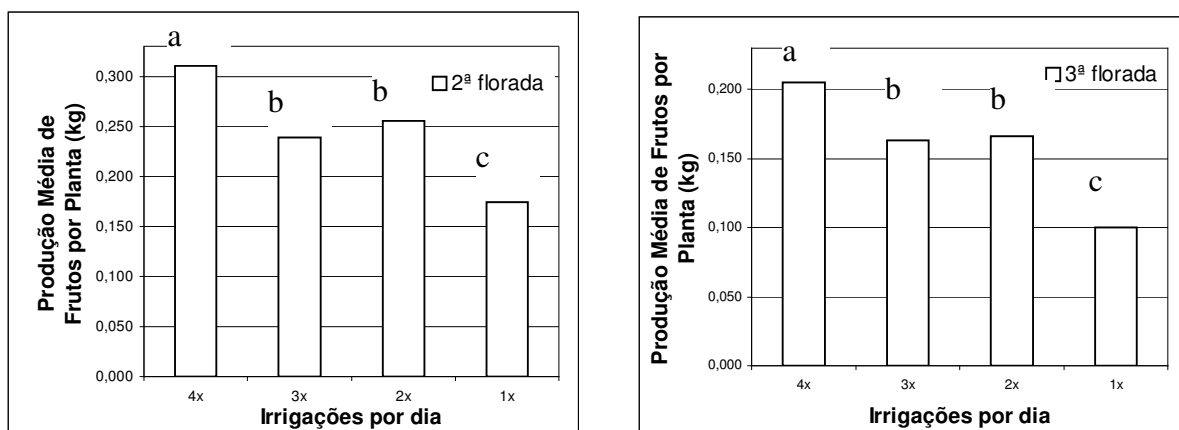 a
0,300
2ª florada
b
b
0,250
c
0,200
0,150
0,100
0,050
0,000
4x
3x
2x
1x
Produção Média de
Frutos por Planta (kg)
Irrigações por dia
a
3ª florada
0,200
b
b
0,150
c
0,100
0,050
0,000
4x
3x
2x
1x
Produção Média de Frutos por
Planta (kg)
Irrigações por dia